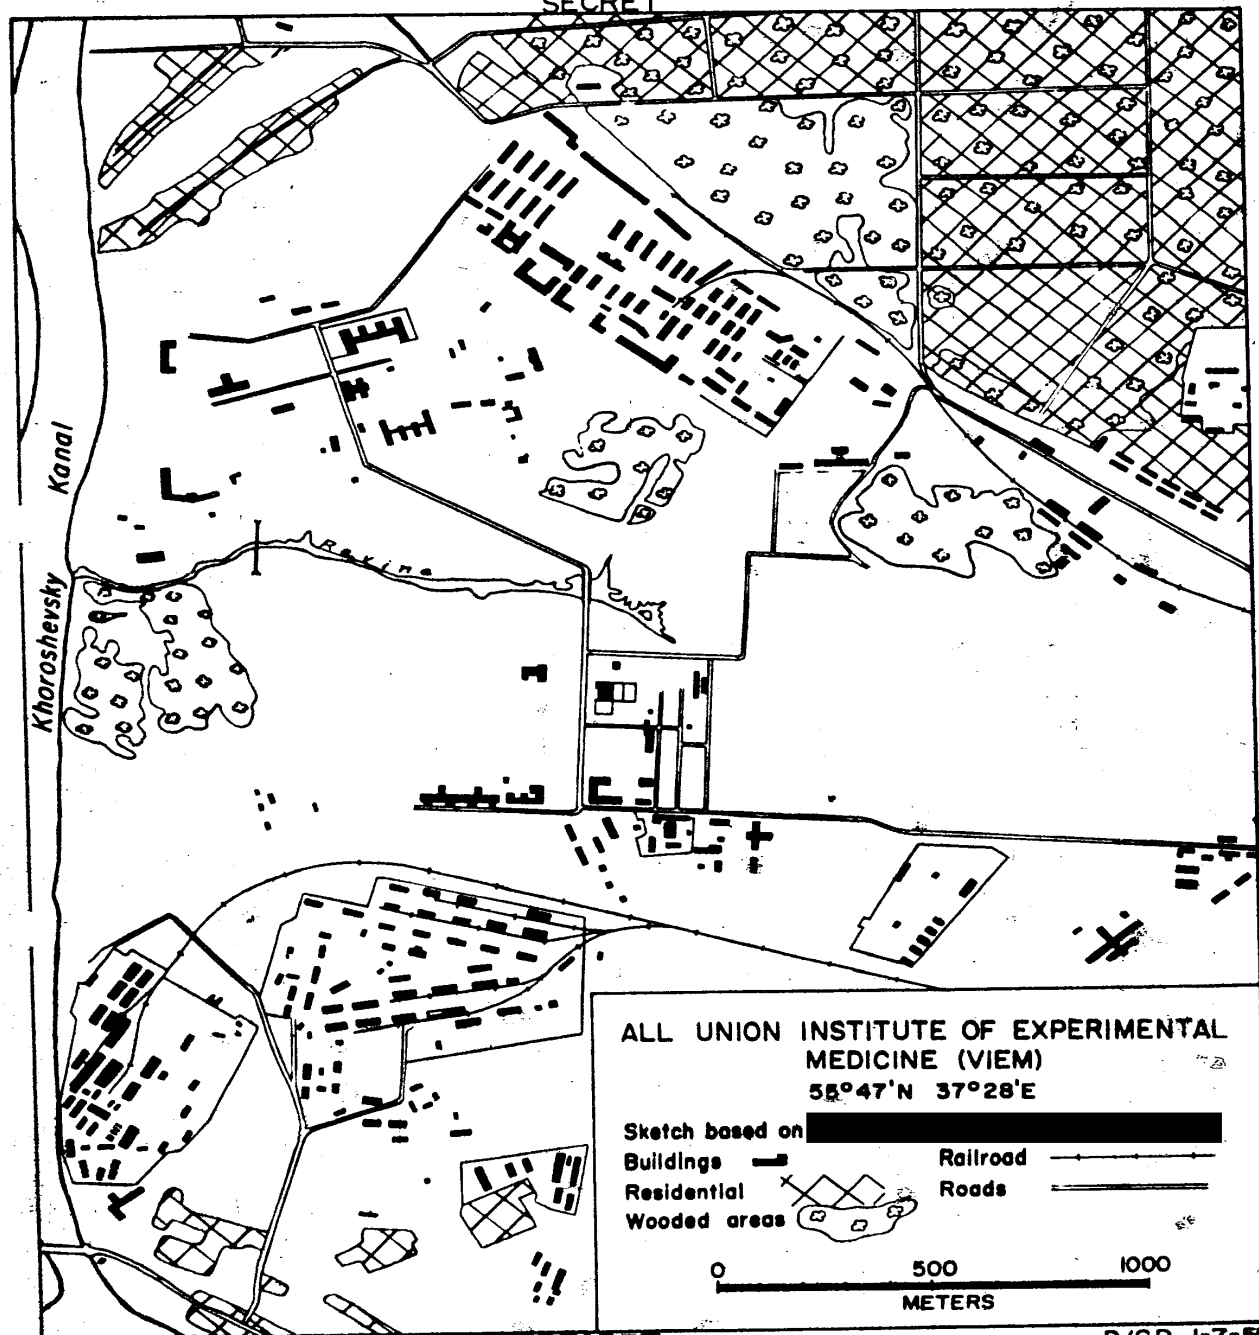 SECRET
Khoroshevsky Kanal
Ravine
ALL UNION INSTITUTE OF EXPERIMENTAL
MEDICINE (VIEM)
55°47'N 37°28'E
Sketch based on
Buildings
Railroad
Residential
Roads
Wooded areas
0 500 1000
METERS